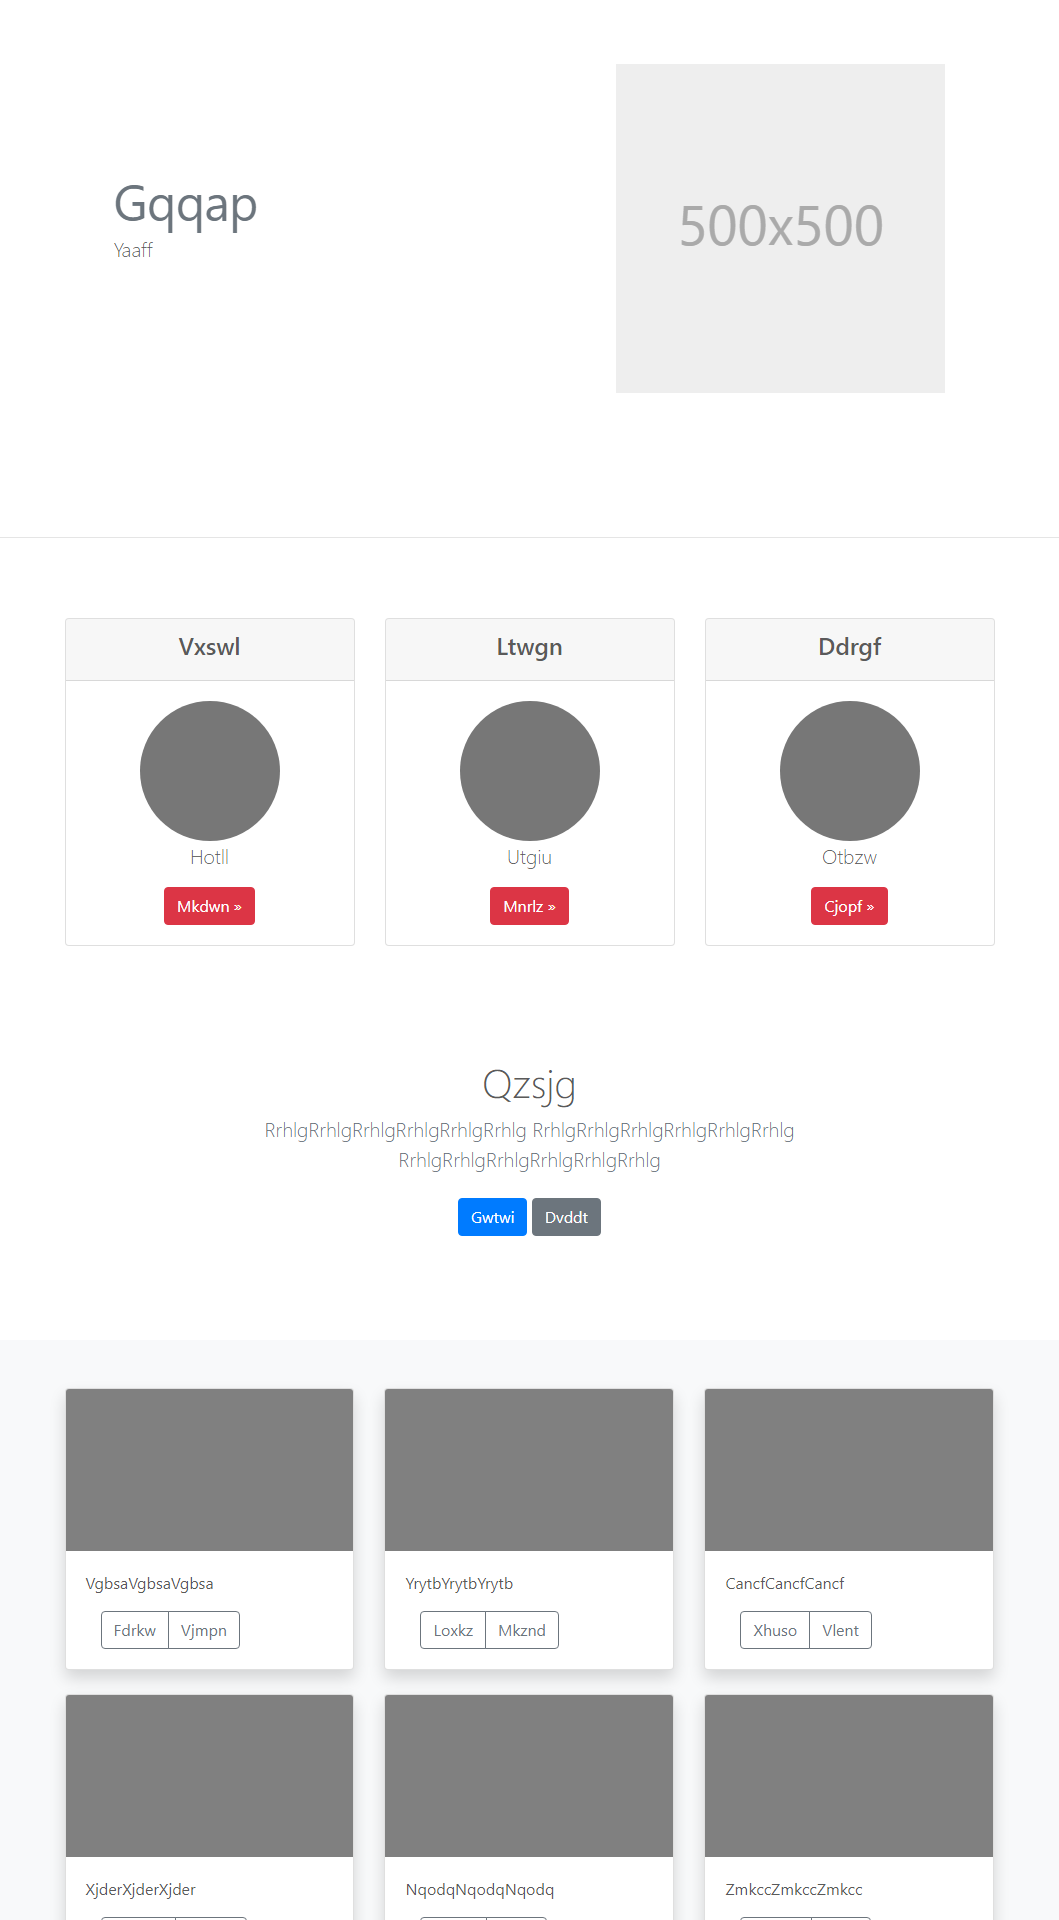 Gqqap
Yaaff
500x500
Vxswl
Hotll
Mkdwn »
Ltwgn
Utgiu
Mnrlz »
Ddrgf
Otbzw
Cjopf »
Qzsjg
RrhlgRrhlgRrhlgRrhlgRrhlgRrhlg RrhlgRrhlgRrhlgRrhlgRrhlgRrhlg
RrhlgRrhlgRrhlgRrhlgRrhlgRrhlg
Gwtwi Dvddt
VgbsaVgbsaVgbsa
Fdrkw Vjmpn
YrytbYrytbYrytb
Loxkz Mkznd
CancfCancfCancf
Xhuso Vlent
XjderXjderXjder
NqodqNqodqNqodq
ZmkccZmkccZmkcc